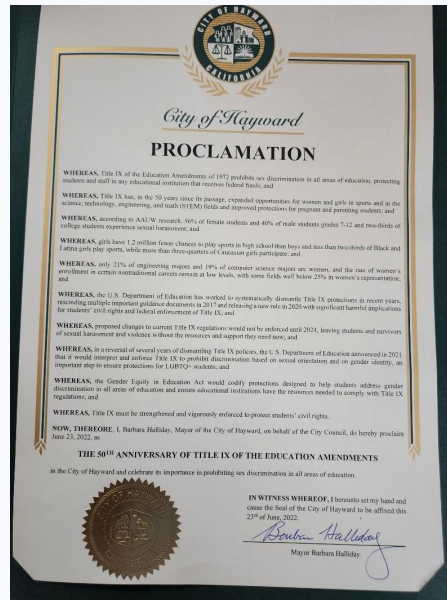 CITY OF HAYWARD
CALIFORNIA
City of Hayward
PROCLAMATION
WHEREAS, Title IX of the Education Amendments of 1972 prohibits sex discrimination in all areas of education, protecting
students and staff in any educational institution that receives federal funds; and
WHEREAS, Title IX has, in the 50 years since its passage, expanded opportunities for women and girls in sports and in the
science, technology, engineering, and math (STEM) fields and improved protections for pregnant and parenting students; and
WHEREAS, according to AAUW research, 56% of female students and 40% of male students grades 7-12 and two-thirds of
college students experience sexual harassment; and
WHEREAS, girls have 1.2 million fewer chances to play sports in high school than boys and less than two-thirds of Black and
Latina girls play sports, while more than three-quarters of Caucasian girls participate; and
WHEREAS, only 21% of engineering majors and 19% of computer science majors are women, and the rate of women's
enrollment in certain nontraditional careers remain at low levels, with some fields well below 25% in women's representation;
and
WHEREAS, the U.S. Department of Education has worked to systematically dismantle Title IX protections in recent years,
rescinding multiple important guidance documents in 2017 and releasing a new rule in 2020 with significant harmful implications
for students' civil rights and federal enforcement of Title IX; and
WHEREAS, proposed changes to current Title IX regulations would not be enforced until 2024, leaving students and survivors
of sexual harassment and violence without the resources and support they need now; and
WHEREAS, in a reversal of several years of dismantling Title IX policies, the U.S. Department of Education announced in 2021
that it would interpret and enforce Title IX to prohibit discrimination based on sexual orientation and on gender identity, an
important step to ensure protections for LGBTQ+ students; and
WHEREAS, the Gender Equity in Education Act would codify protections designed to help students address gender
discrimination in all areas of education and ensure educational institutions have the resources needed to comply with Title IX
regulations; and
WHEREAS, Title IX must be strengthened and vigorously enforced to protect students' civil rights.
NOW, THEREORE, I, Barbara Halliday, Mayor of the City of Hayward, on behalf of the City Council, do hereby proclaim
June 23, 2022, as
THE 50TH ANNIVERSARY OF TITLE IX OF THE EDUCATION AMENDMENTS
in the City of Hayward and celebrate its importance in prohibiting sex discrimination in all areas of education.
IN WITNESS WHEREOF, I hereunto set my hand and
cause the Seal of the City of Hayward to be affixed this
23rd of June, 2022.
Barbara Halliday
Mayor Barbara Halliday
CITY OF HAYWARD